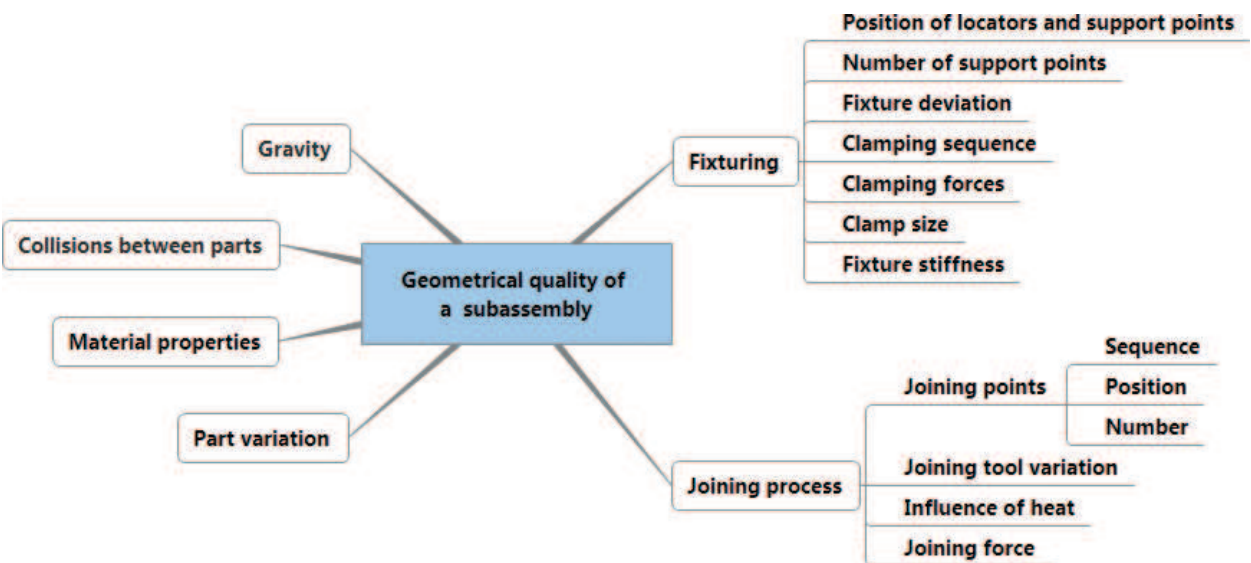 Position of locators and support points
Number of support points
Fixture deviation
Clamping sequence
Clamping forces
Clamp size
Fixture stiffness
Fixturing
Gravity
Collisions between parts
Material properties
Part variation
Geometrical quality of
a subassembly
Joining process
Joining points
Sequence
Position
Number
Joining tool variation
Influence of heat
Joining force